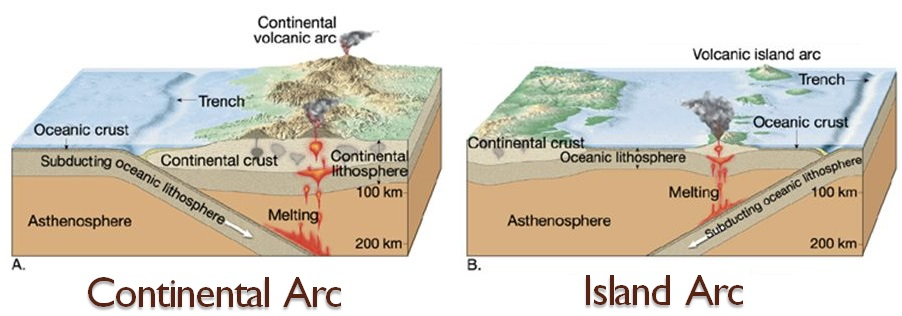 Continental
volcanic arc
Trench
Oceanic crust
Subducting oceanic lithosphere
Continental crust
Continental
lithosphere
100 km
Melting
Asthenosphere
200 km
A.
Continental Arc
Volcanic island arc
Trench
Oceanic crust
Continental crust
Oceanic lithosphere
Subducting oceanic lithosphere
Melting
100 km
Asthenosphere
200 km
B.
Island Arc